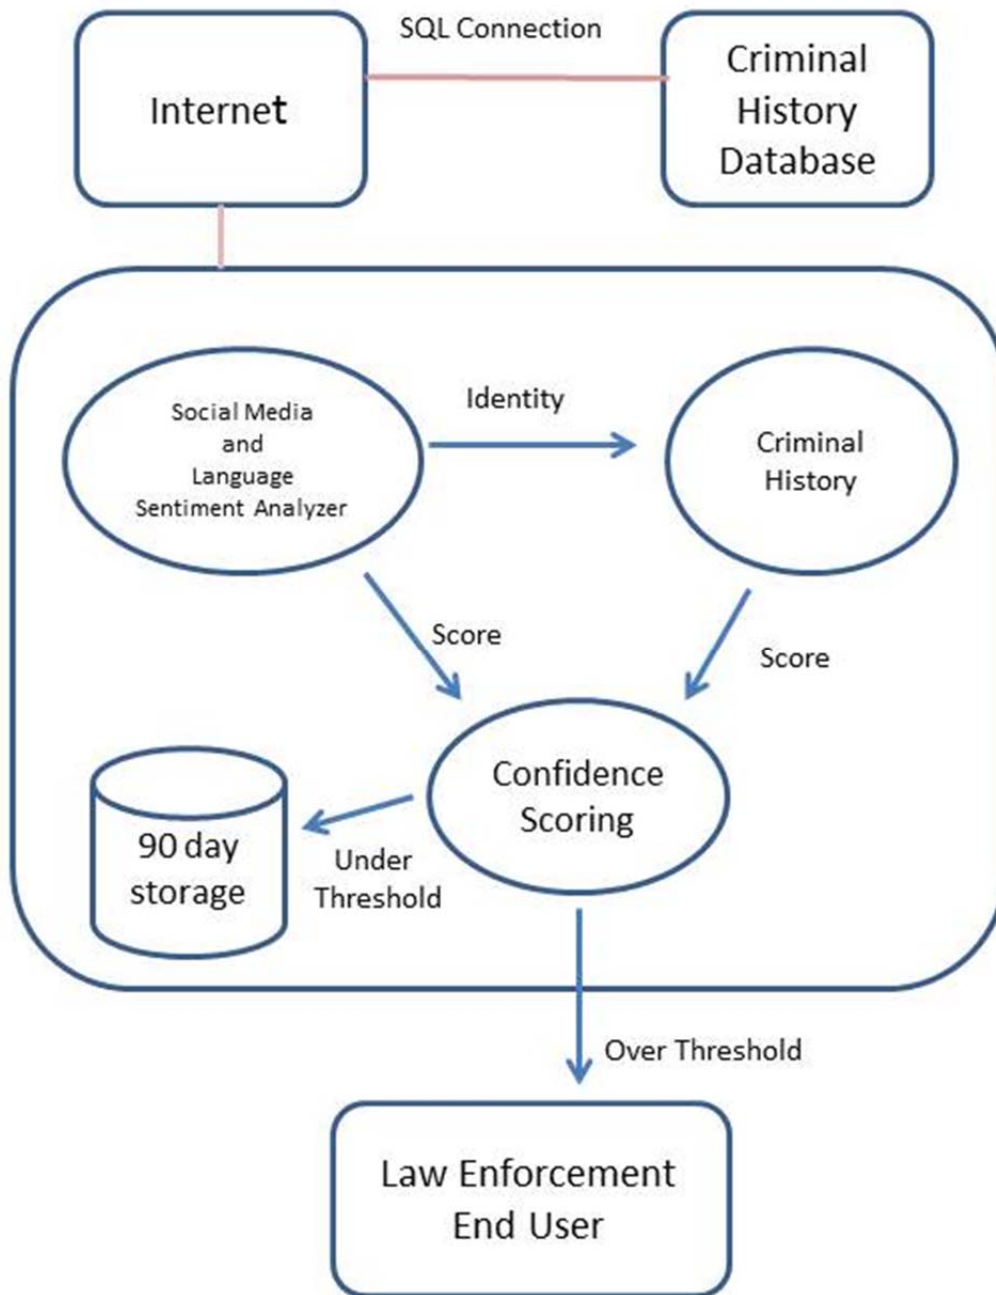 SQL Connection
Internet
Criminal
History
Database
Social Media
and
Language
Sentiment Analyzer
Identity
Criminal
History
Score
Score
Confidence
Scoring
90 day
storage
Under
Threshold
Over Threshold
Law Enforcement
End User